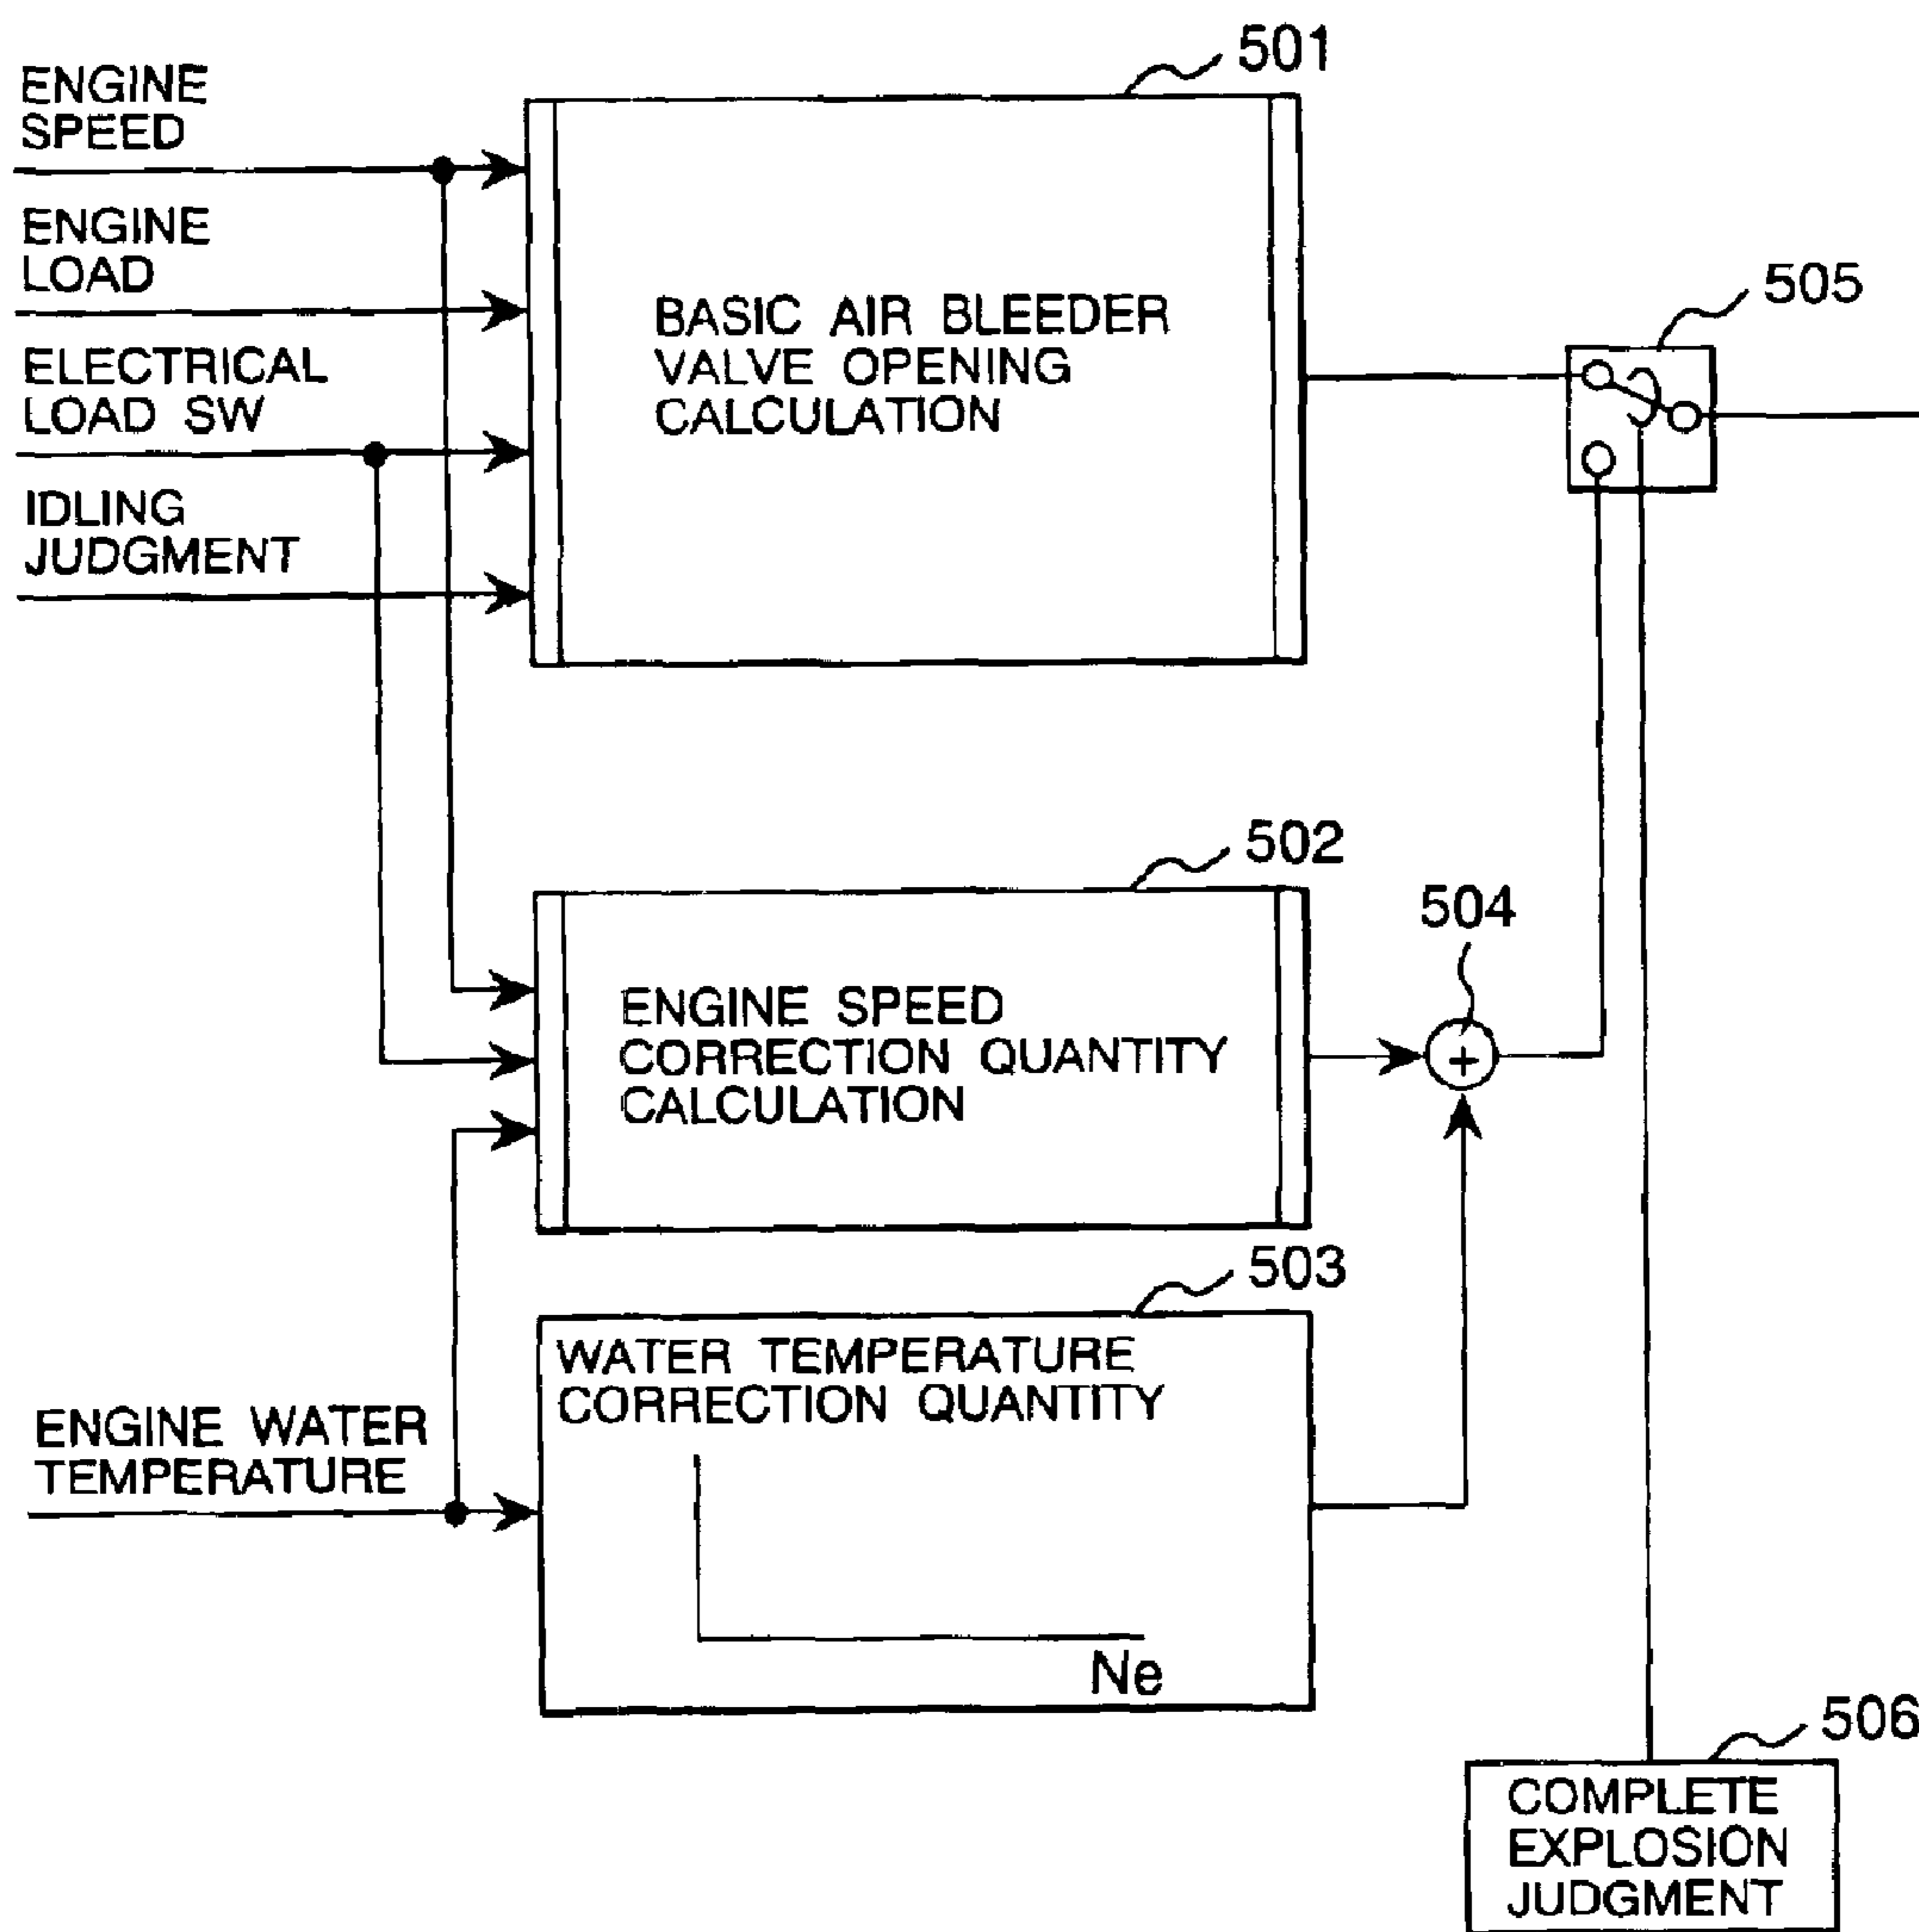 501
ENGINE
SPEED
ENGINE
LOAD
ELECTRICAL
LOAD SW
IDLING
JUDGMENT
BASIC AIR BLEEDER
VALVE OPENING
CALCULATION
505
502
504
ENGINE SPEED
CORRECTION QUANTITY
CALCULATION
+
503
WATER TEMPERATURE
CORRECTION QUANTITY
ENGINE WATER
TEMPERATURE
Ne
506
COMPLETE
EXPLOSION
JUDGMENT